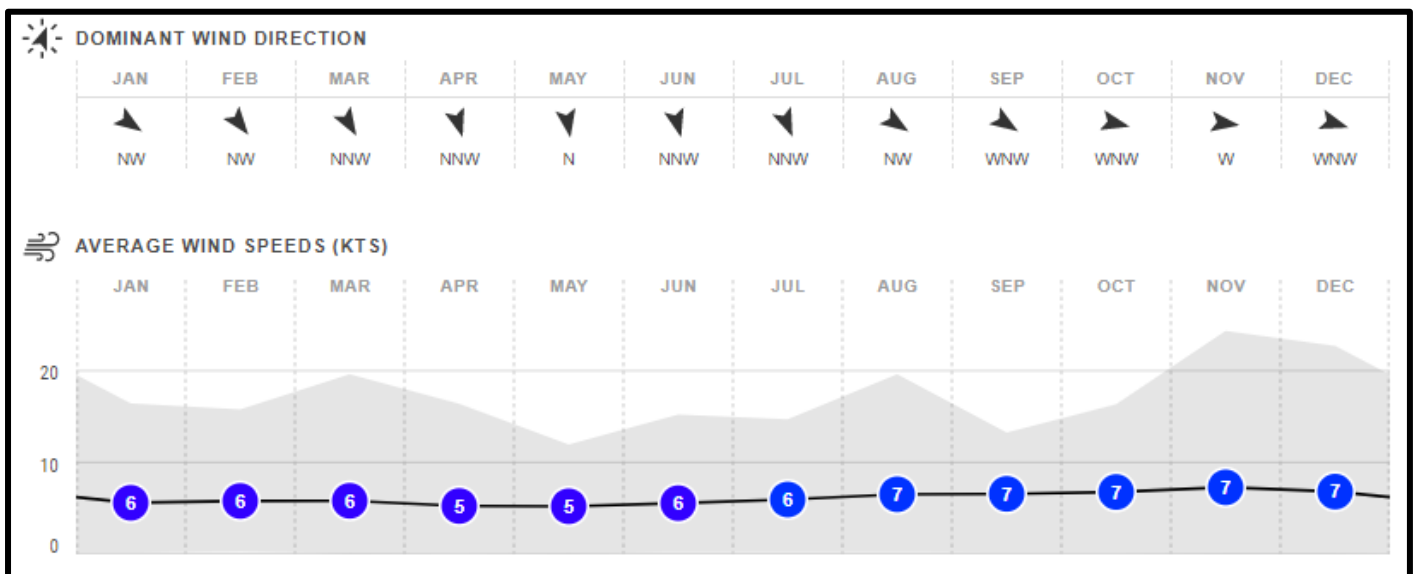 DOMINANT WIND DIRECTION
JAN FEB MAR APR MAY JUN JUL AUG SEP OCT NOV DEC
NW NW NNW NNW N NNW NNW NW WNW WNW W WNW
AVERAGE WIND SPEEDS (KTS)
JAN FEB MAR APR MAY JUN JUL AUG SEP OCT NOV DEC
20
10
6 6 6 5 5 6 6 7 7 7 7 7
0